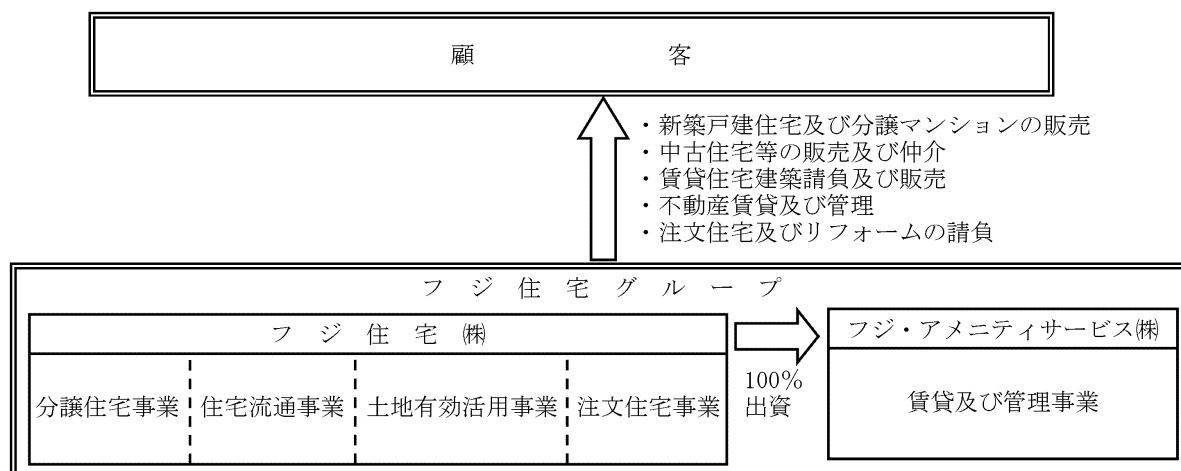 顧客
・新築戸建住宅及び分譲マンションの販売
・中古住宅等の販売及び仲介
・賃貸住宅建築請負及び販売
・不動産賃貸及び管理
・注文住宅及びリフォームの請負
フジ住宅グループ
フジ住宅㈱
分譲住宅事業
住宅流通事業
土地有効活用事業
注文住宅事業
100%
出資
フジ・アメニティサービス㈱
賃貸及び管理事業